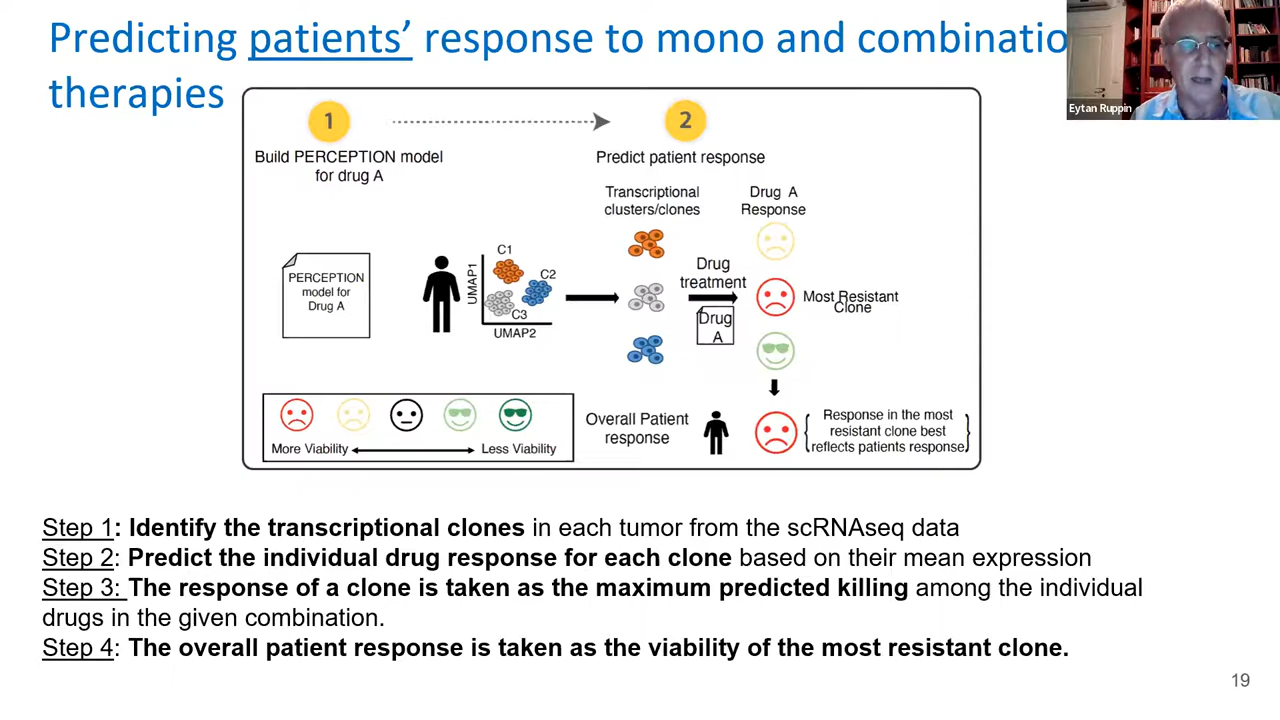 Predicting patients’ response to mono and combinatio
therapies
Eytan Ruppin
1
2
Build PERCEPTION model
for drug A
Predict patient response
Transcriptional
clusters/clones
Drug A
Response
PERCEPTION
model for
Drug A
UMAP1
C1
C2
C3
UMAP2
Drug
treatment
Drug
A
Most Resistant
Clone
More Viability
Less Viability
Overall Patient
response
Response in the most
resistant clone best
reflects patients response
Step 1: Identify the transcriptional clones in each tumor from the scRNAseq data
Step 2: Predict the individual drug response for each clone based on their mean expression
Step 3: The response of a clone is taken as the maximum predicted killing among the individual
drugs in the given combination.
Step 4: The overall patient response is taken as the viability of the most resistant clone.
19